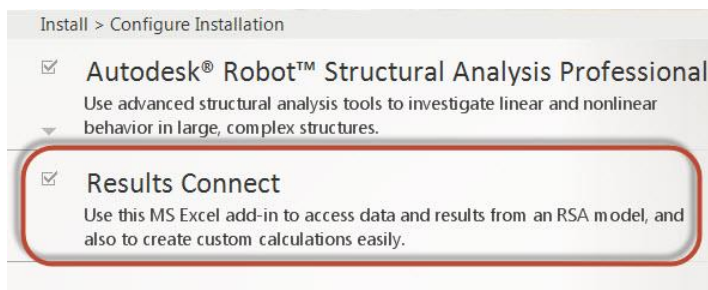 Install > Configure Installation
Autodesk® Robot™ Structural Analysis Professional
Use advanced structural analysis tools to investigate linear and nonlinear
behavior in large, complex structures.
Results Connect
Use this MS Excel add-in to access data and results from an RSA model, and
also to create custom calculations easily.